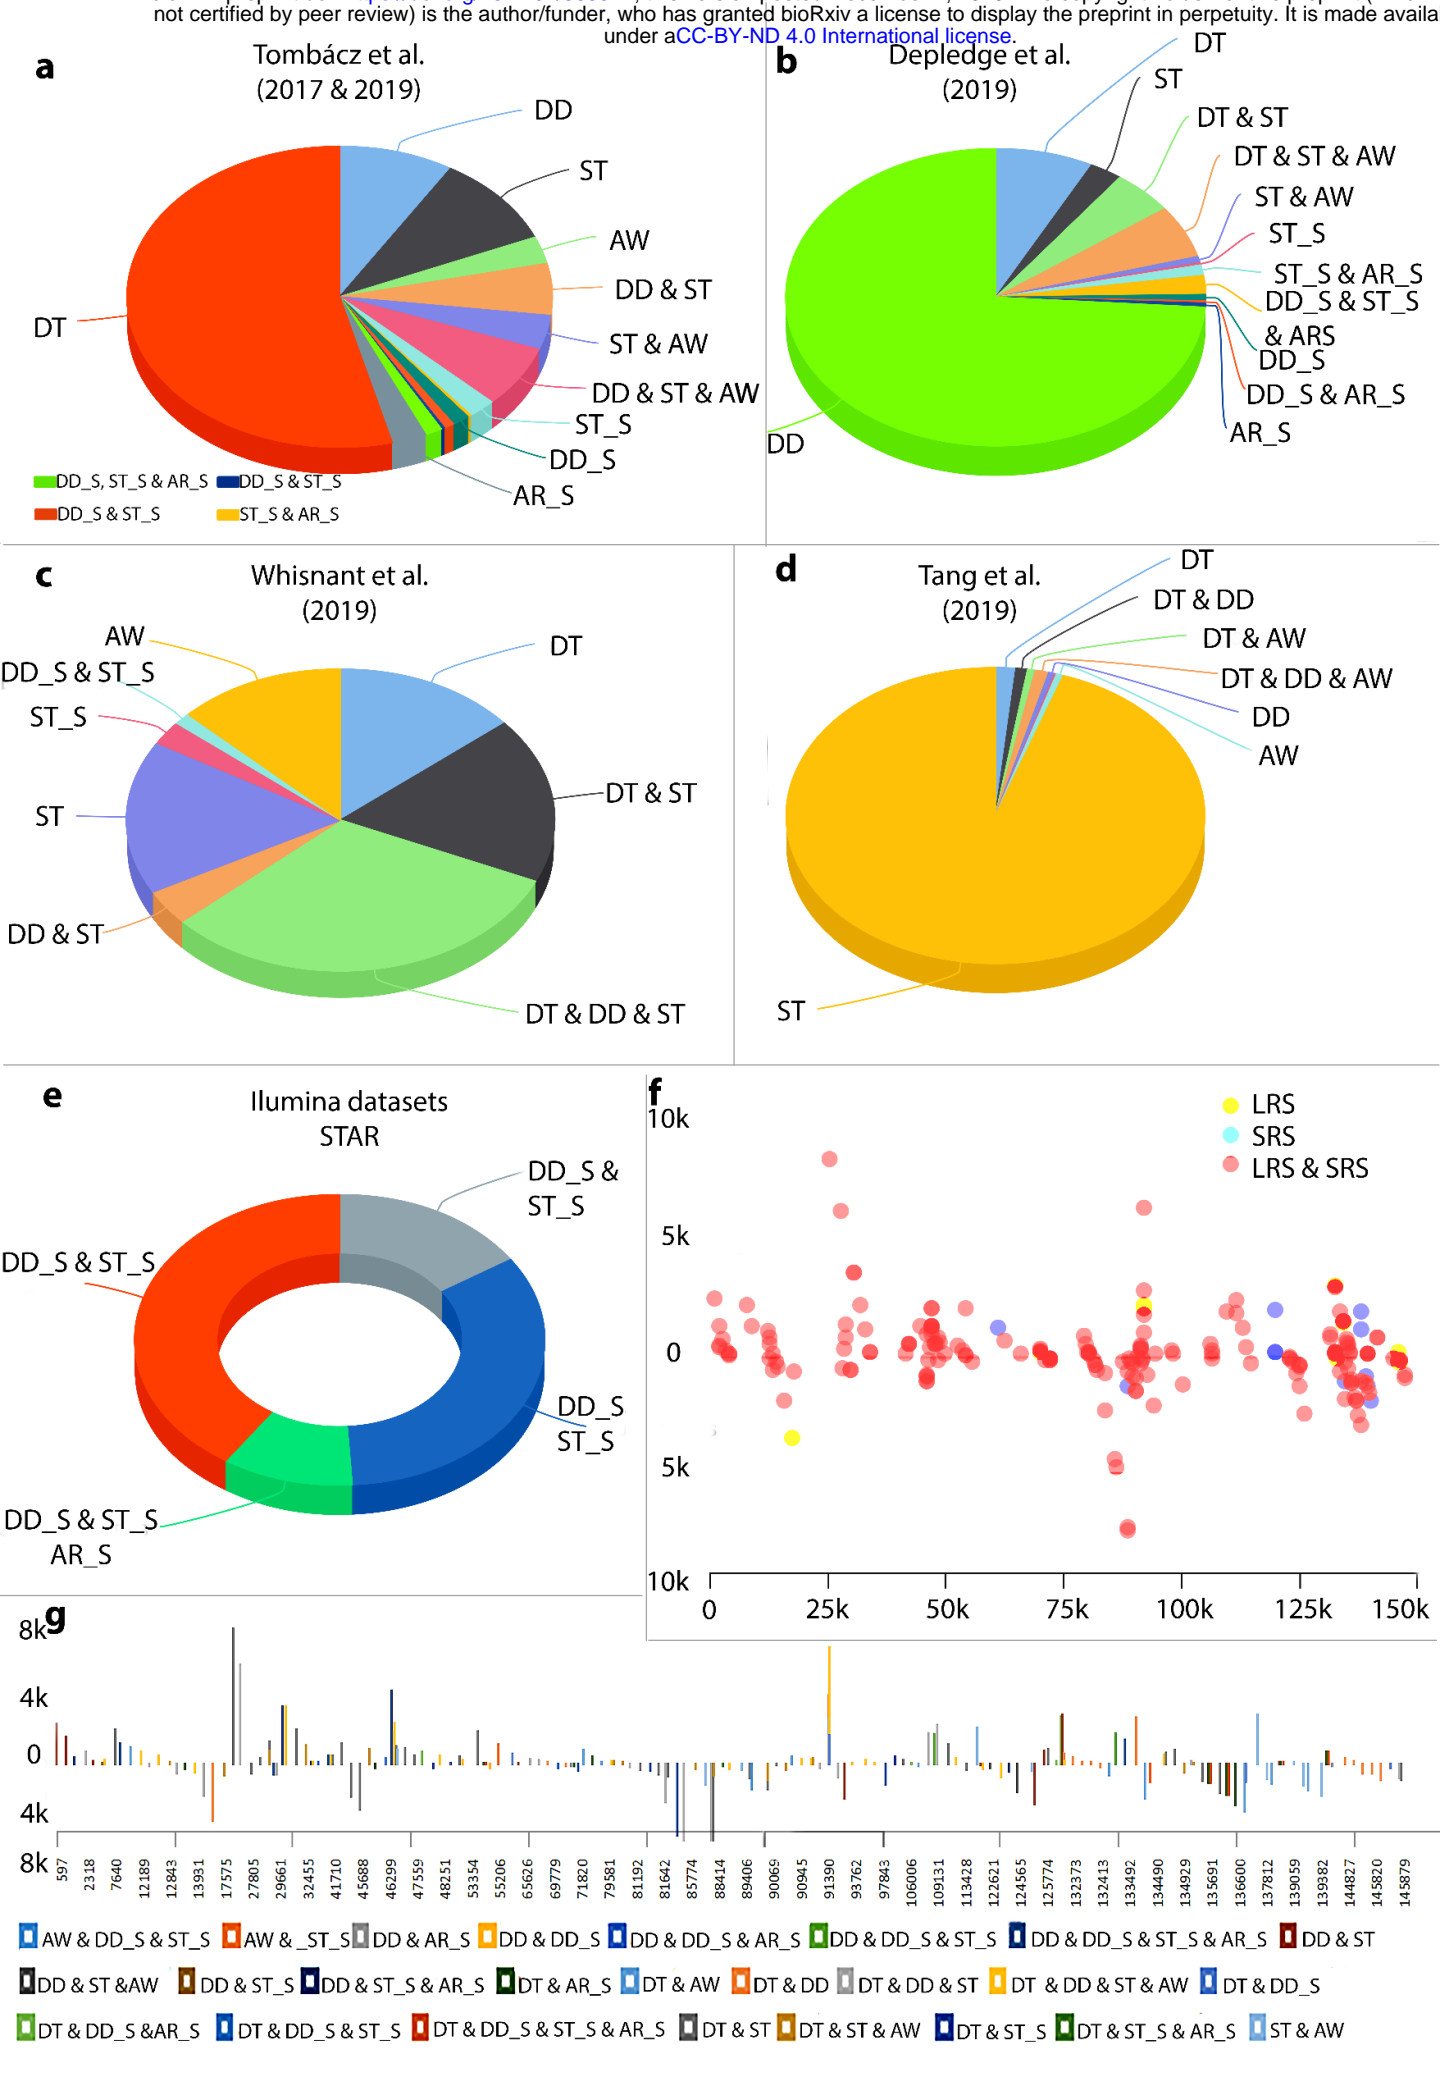 not certified by peer review) is the author/funder, who has granted bioRxiv a license to display the preprint in perpetuity. It is made availa
under aCC-BY-ND 4.0 International license.
a
Tombácz et al.
(2017 & 2019)
DD
ST
AW
DD & ST
ST & AW
DD & ST & AW
ST_S
DD_S
AR_S
DT
DD_S, ST_S & AR_S
DD_S & ST_S
DD_S & ST_S
ST_S & AR_S
b
Depledge et al.
(2019)
DT
ST
DT & ST
DT & ST & AW
ST & AW
ST_S
ST_S & AR_S
DD_S & ST_S
& ARS
DD_S
DD_S & AR_S
AR_S
DD
c
Whisnant et al.
(2019)
AW
DD_S & ST_S
ST_S
ST
DD & ST
DT
DT & ST
DT & DD & ST
d
Tang et al.
(2019)
DT
DT & DD
DT & AW
DT & DD & AW
DD
AW
ST
e
Ilumina datasets
STAR
DD_S &
ST_S
DD_S & ST_S
DD_S
ST_S
DD_S & ST_S
AR_S
f
10k
5k
0
5k
10k
LRS
SRS
LRS & SRS
0 25k 50k 75k 100k 125k 150k
g
8k
4k
0
4k
8k
597 2318 7640 12189 12843 13931 17575 27805 29661 32455 41710 45688 46299 47559 48251 53354 55206 65626 69779 71820 79581 81192 81642 85774 88414 89406 90069 90945 91390 93762 97843 106006 109131 113428 122621 124565 125774 132373 132413 133492 134490 134929 135691 136600 137812 139059 139382 144827 145820 145879
AW & DD_S & ST_S AW & _ST_S DD & AR_S DD & DD_S DD & DD_S & AR_S DD & DD_S & ST_S DD & DD_S & ST_S & AR_S DD & ST
DD & ST &AW DD & ST_S DD & ST_S & AR_S DT & AR_S DT & AW DT & DD DT & DD & ST DT & DD & ST & AW DT & DD_S
DT & DD_S &AR_S DT & DD_S & ST_S DT & DD_S & ST_S & AR_S DT & ST DT & ST & AW DT & ST_S DT & ST_S & AR_S ST & AW